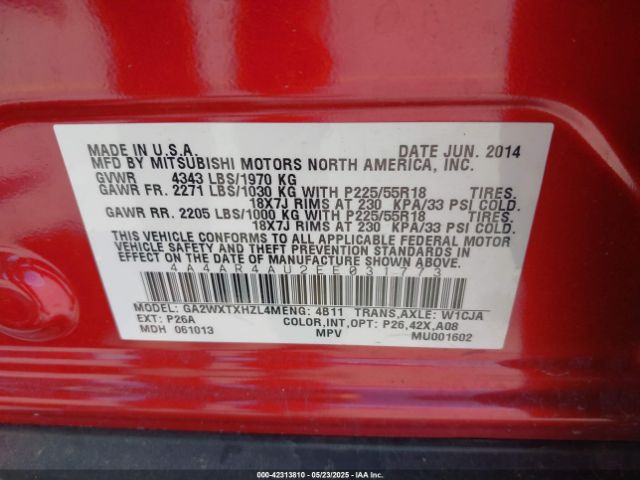 MADE IN U.S.A. DATE JUN. 2014
MFD BY MITSUBISHI MOTORS NORTH AMERICA, INC.
GVWR 4343 LBS/1970 KG
GAWR FR. 2271 LBS/1030 KG WITH P225/55R18 TIRES.
18X7J RIMS AT 230 KPA/33 PSI COLD.
GAWR RR. 2205 LBS/1000 KG WITH P225/55R18 TIRES.
18X7J RIMS AT 230 KPA/33 PSI COLD.
THIS VEHICLE CONFORMS TO ALL APPLICABLE FEDERAL MOTOR
VEHICLE SAFETY AND THEFT PREVENTION STANDARDS IN
EFFECT ON THE DATE OF MANUFACTURE SHOWN ABOVE.
4A4AR4AU2EE031773
MODEL: GA2WXTXHZL4M ENG: 4B11 TRANS,AXLE: W1CJA
EXT: P26A COLOR,INT,OPT: P26,42X,A08
MDH 061013 MPV MU001602
000-42313810 - 05/23/2025 - IAAI.CA